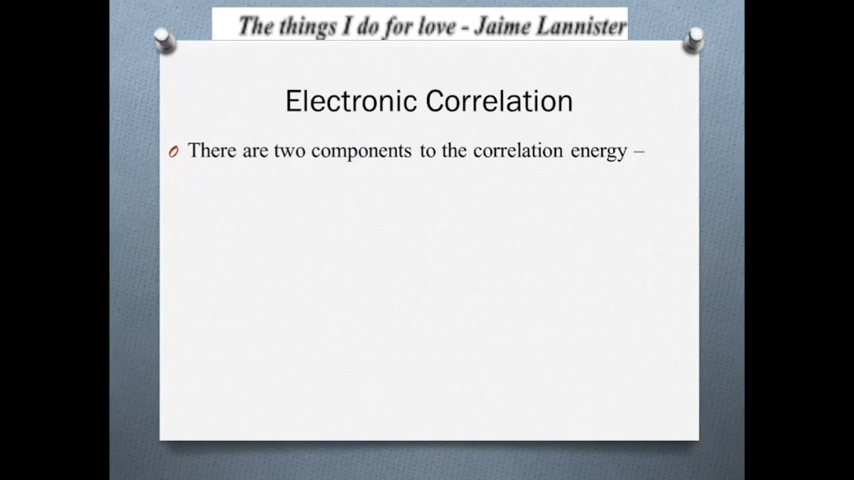 The things I do for love - Jaime Lannister
Electronic Correlation
There are two components to the correlation energy –